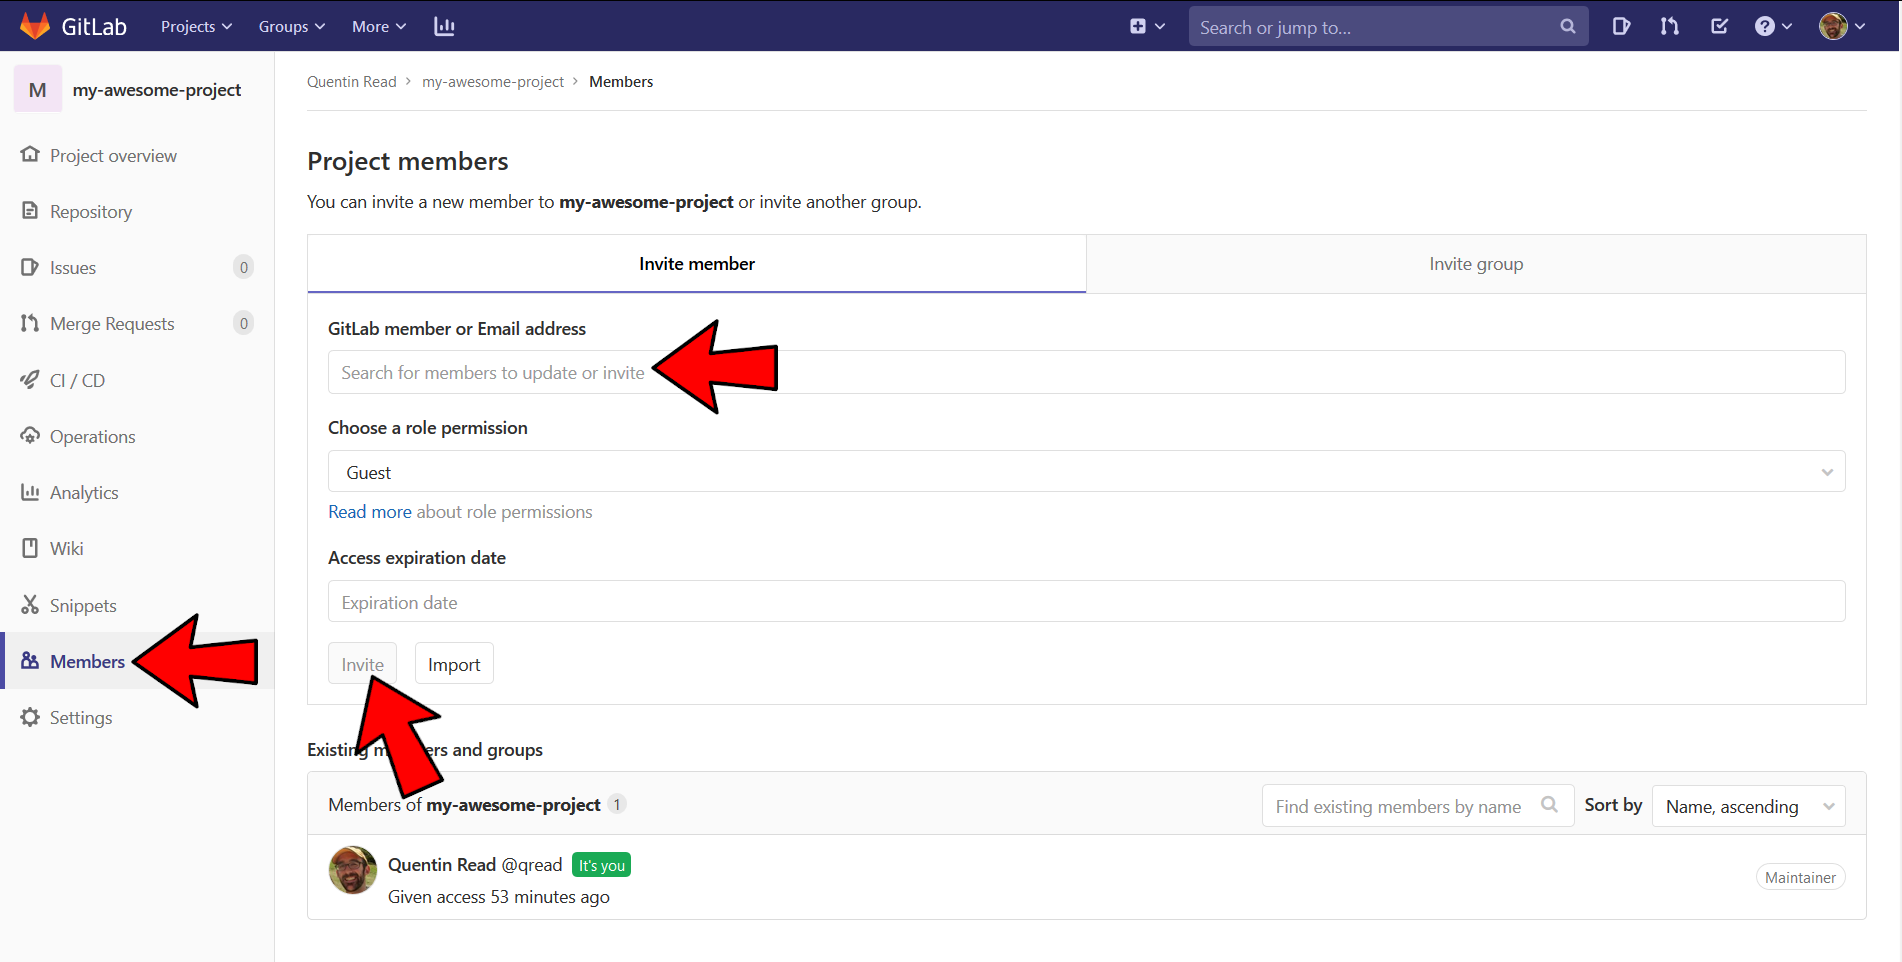 GitLab Projects Groups More Search or jump to...
M my-awesome-project
Project overview
Repository
Issues 0
Merge Requests 0
CI / CD
Operations
Analytics
Wiki
Snippets
Members
Settings
Quentin Read > my-awesome-project > Members
Project members
You can invite a new member to my-awesome-project or invite another group.
Invite member Invite group
GitLab member or Email address
Search for members to update or invite
Choose a role permission
Guest
Read more about role permissions
Access expiration date
Expiration date
Invite Import
Existing members and groups
Members of my-awesome-project 1 Find existing members by name Sort by Name, ascending
Quentin Read @qread It's you
Given access 53 minutes ago
Maintainer